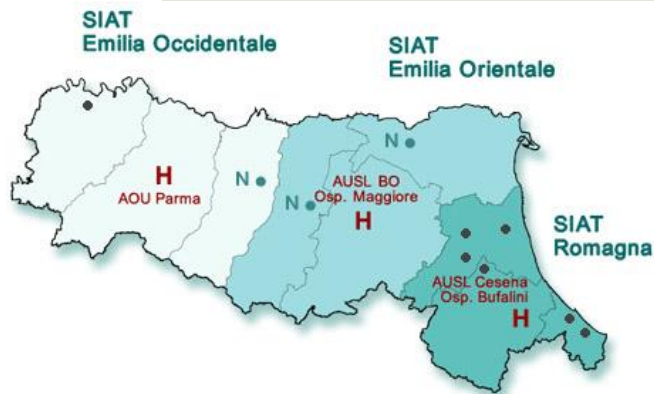 SIAT
Emilia Occidentale
SIAT
Emilia Orientale
N
N
AUSL BO
Osp. Maggiore
H
H
AOU Parma
N
SIAT
Romagna
AUSL Cesena
Osp. Bufalini
H